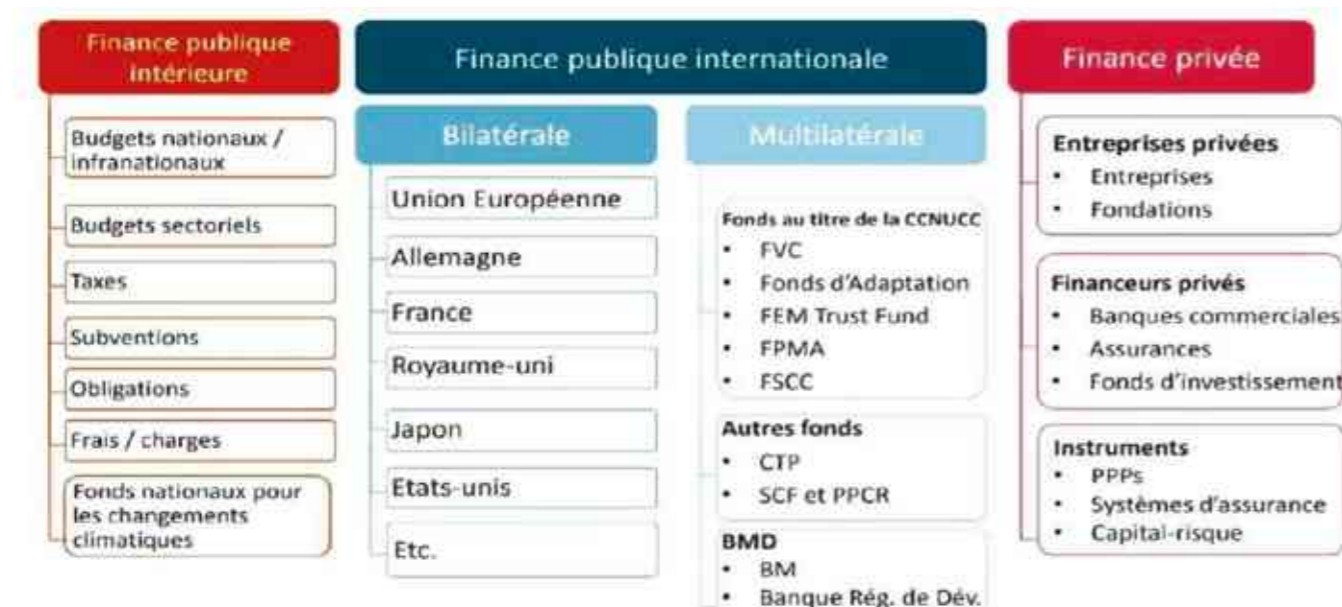 Finance publique
intérieure
Budgets nationaux /
infranationaux
Budgets sectoriels
Taxes
Subventions
Obligations
Frais / charges
Fonds nationaux pour
les changements
climatiques
Finance publique internationale
Bilatérale
Union Européenne
Allemagne
France
Royaume-uni
Japon
Etats-unis
Etc.
Multilatérale
Fonds au titre de la CCNUCC
• FVC
• Fonds d'Adaptation
• FEM Trust Fund
• FPMA
• FSCC
Autres fonds
• CTP
• SCF et PPCR
BMD
• BM
• Banque Rég. de Dév.
Finance privée
Entreprises privées
• Entreprises
• Fondations
Financeurs privés
• Banques commerciales
• Assurances
• Fonds d'investissement
Instruments
• PPPs
• Systèmes d'assurance
• Capital-risque